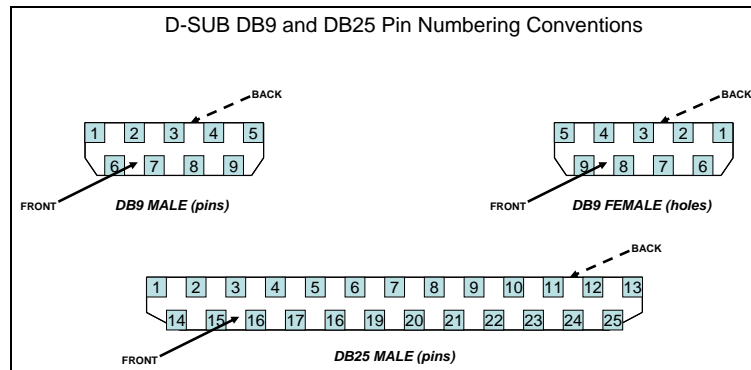 D-SUB DB9 and DB25 Pin Numbering Conventions
BACK
1 2 3 4 5
6 7 8 9
FRONT
DB9 MALE (pins)
BACK
5 4 3 2 1
9 8 7 6
FRONT
DB9 FEMALE (holes)
BACK
1 2 3 4 5 6 7 8 9 10 11 12 13
14 15 16 17 16 19 20 21 22 23 24 25
FRONT
DB25 MALE (pins)